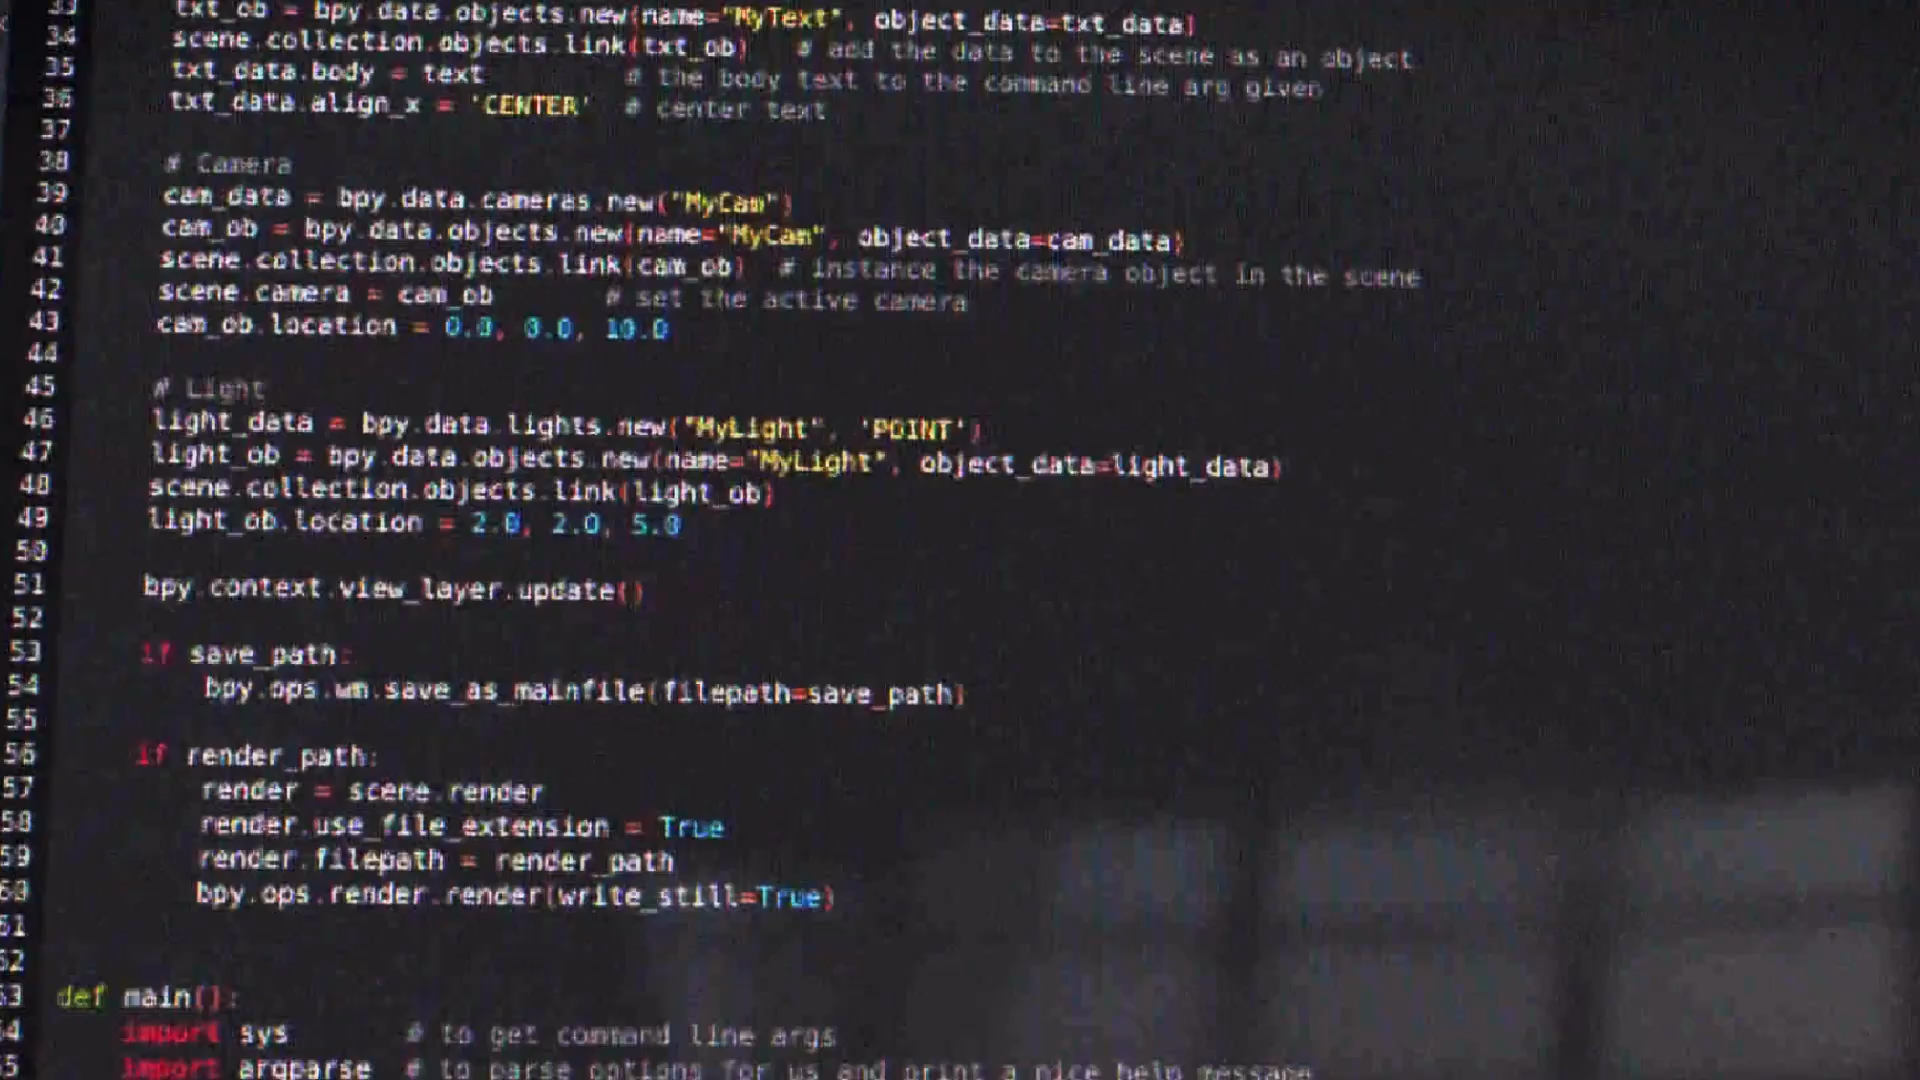 33 txt_ob = bpy.data.objects.new(name="MyText", object_data=txt_data)
34 scene.collection.objects.link(txt_ob) # add the data to the scene as an object
35 txt_data.body = text # the body text to the command line arg given
36 txt_data.align_x = 'CENTER' # center text
37
38 # Camera
39 cam_data = bpy.data.cameras.new("MyCam")
40 cam_ob = bpy.data.objects.new(name="MyCam", object_data=cam_data)
41 scene.collection.objects.link(cam_ob) # instance the camera object in the scene
42 scene.camera = cam_ob # set the active camera
43 cam_ob.location = 0.0, 0.0, 10.0
44
45 # Light
46 light_data = bpy.data.lights.new("MyLight", 'POINT')
47 light_ob = bpy.data.objects.new(name="MyLight", object_data=light_data)
48 scene.collection.objects.link(light_ob)
49 light_ob.location = 2.0, 2.0, 5.0
50
51 bpy.context.view_layer.update()
52
53 if save_path:
54 bpy.ops.wm.save_as_mainfile(filepath=save_path)
55
56 if render_path:
57 render = scene.render
58 render.use_file_extension = True
59 render.filepath = render_path
60 bpy.ops.render.render(write_still=True)
61
62
63 def main():
64 import sys # to get command line args
65 import argparse # to parse options for us and print a nice help message